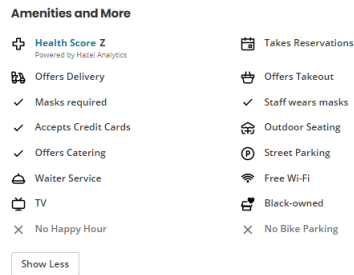 Amenities and More
Health Score Z
Powered by Hazel Analytics
Takes Reservations
Offers Delivery
Offers Takeout
Masks required
Staff wears masks
Accepts Credit Cards
Outdoor Seating
Offers Catering
Street Parking
Waiter Service
Free Wi-Fi
TV
Black-owned
No Happy Hour
No Bike Parking
Show Less